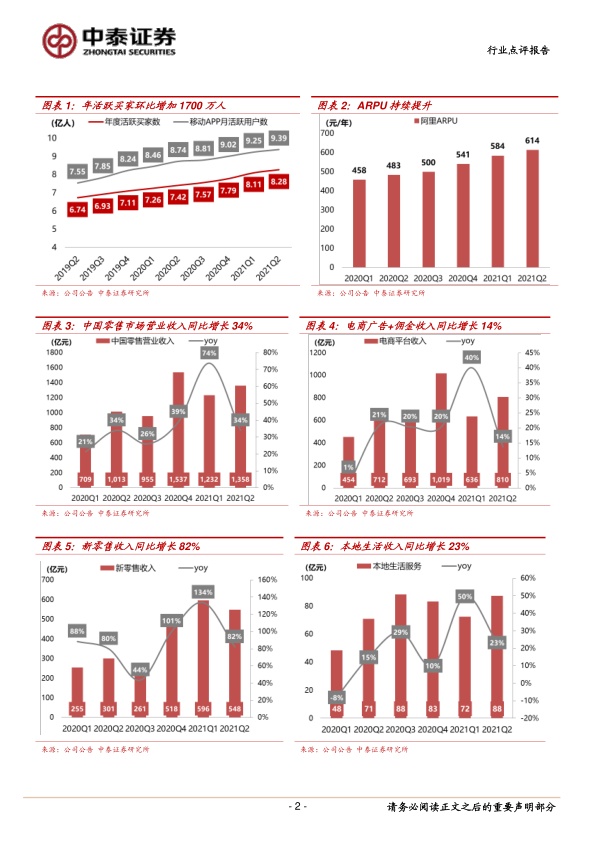 中泰证券
ZHONGTAI SECURITIES
行业点评报告
图表 1：年活跃买家环比增加 1700 万人
(亿人)
年度活跃买家数
移动APP月活跃用户数
10
9
8
7
6
5
4
7.55 7.85 8.24 8.46 8.74 8.81 9.02 9.25 9.39
6.74 6.93 7.11 7.26 7.42 7.57 7.79 8.11 8.28
2019Q2 2019Q3 2019Q4 2020Q1 2020Q2 2020Q3 2020Q4 2021Q1 2021Q2
来源：公司公告 中泰证券研究所
图表 2：ARPU 持续提升
(元/年)
阿里ARPU
700
600
500
400
300
200
100
0
458 483 500 541 584 614
2020Q1 2020Q2 2020Q3 2020Q4 2021Q1 2021Q2
来源：公司公告 中泰证券研究所
图表 3：中国零售市场营业收入同比增长 34%
(亿元)
中国零售营业收入
yoy
1800
1600
1400
1200
1000
800
600
400
200
0
21% 34% 26% 39% 74% 34%
709 1,013 955 1,537 1,232 1,358
80%
70%
60%
50%
40%
30%
20%
10%
0%
2020Q1 2020Q2 2020Q3 2020Q4 2021Q1 2021Q2
来源：公司公告 中泰证券研究所
图表 4：电商广告+佣金收入同比增长 14%
(亿元)
电商平台收入
yoy
1200
1000
800
600
400
200
0
1% 21% 20% 20% 40% 14%
454 712 693 1,019 636 810
45%
40%
35%
30%
25%
20%
15%
10%
5%
0%
2020Q1 2020Q2 2020Q3 2020Q4 2021Q1 2021Q2
来源：公司公告 中泰证券研究所
图表 5：新零售收入同比增长 82%
(亿元)
新零售收入
yoy
700
600
500
400
300
200
100
0
88% 80% 44% 101% 134% 82%
255 301 261 518 596 548
160%
140%
120%
100%
80%
60%
40%
20%
0%
2020Q1 2020Q2 2020Q3 2020Q4 2021Q1 2021Q2
来源：公司公告 中泰证券研究所
图表 6：本地生活收入同比增长 23%
(亿元)
本地生活服务
yoy
100
80
60
40
20
0
-8% 15% 29% 10% 50% 23%
48 71 88 83 72 88
60%
50%
40%
30%
20%
10%
0%
-10%
-20%
2020Q1 2020Q2 2020Q3 2020Q4 2021Q1 2021Q2
来源：公司公告 中泰证券研究所
- 2 -
请务必阅读正文之后的重要声明部分